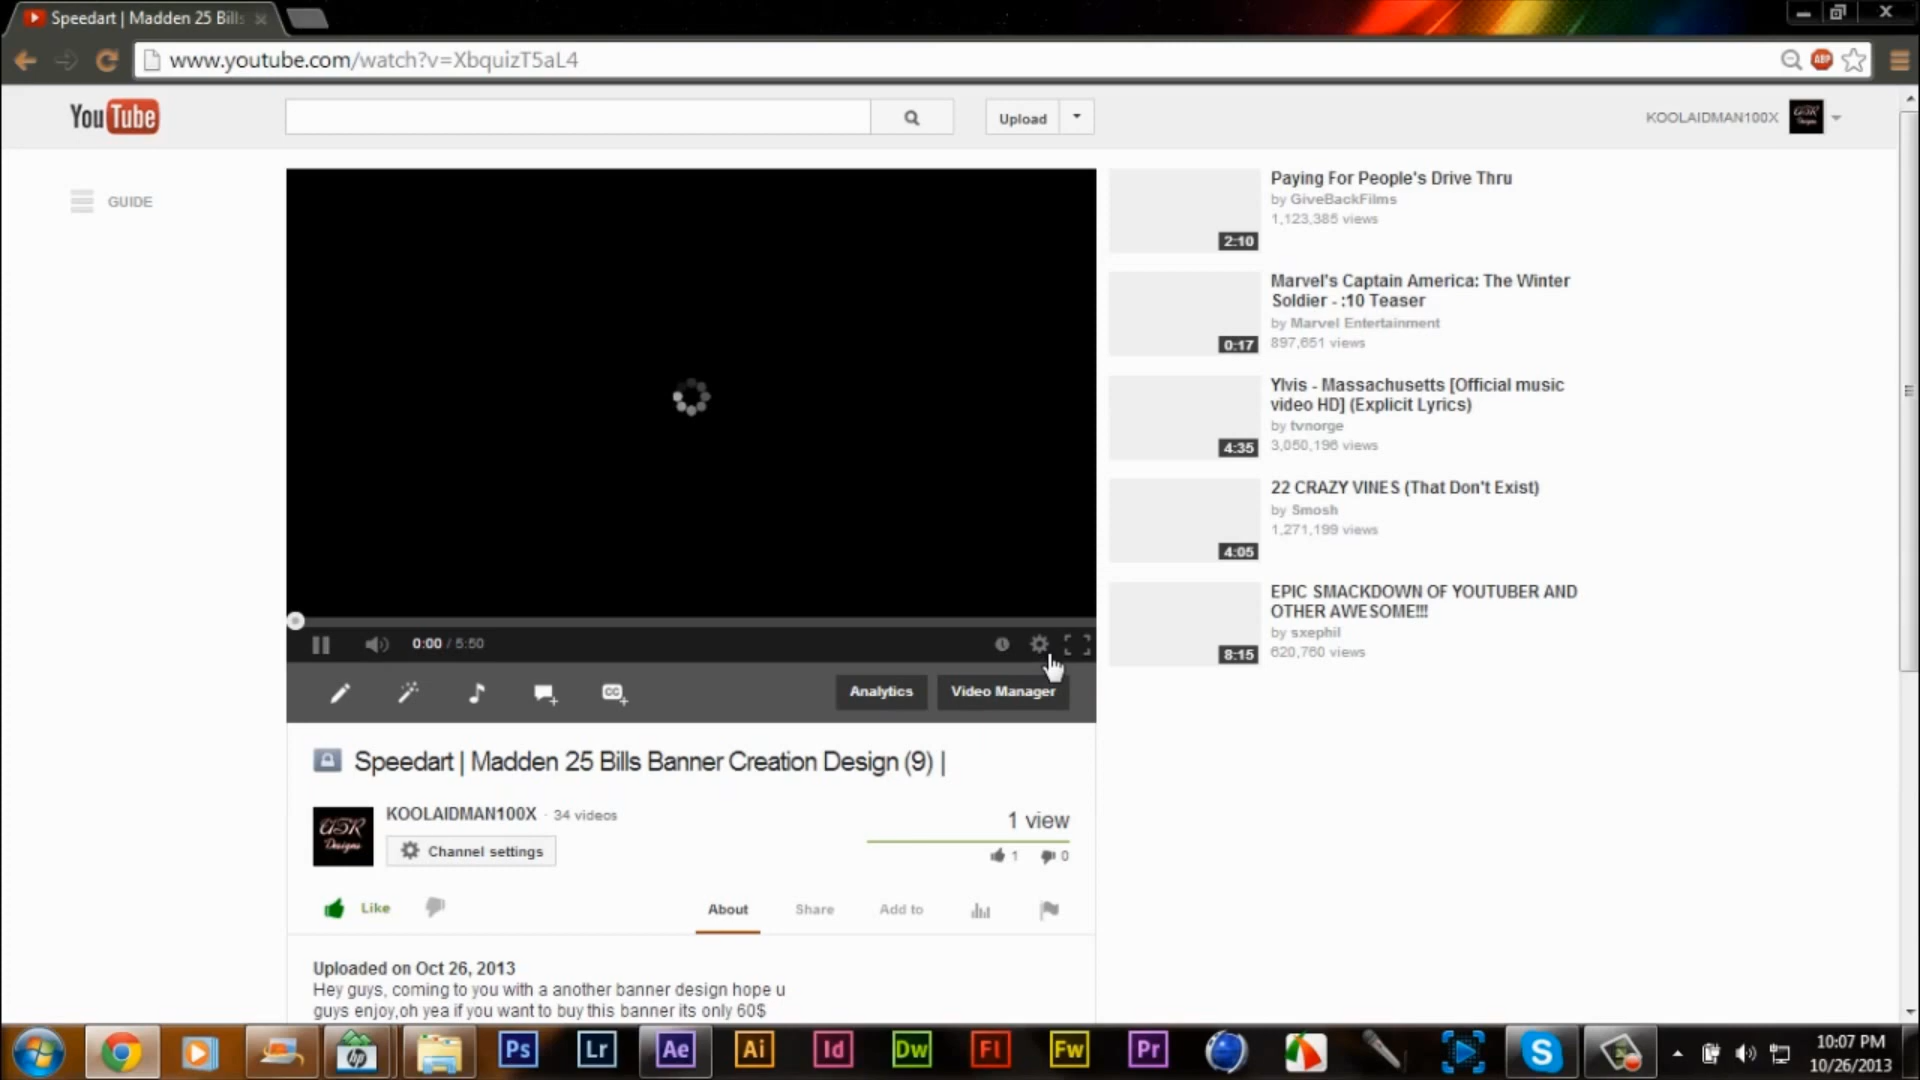 Speedart | Madden 25 Bills
www.youtube.com/watch?v=XbquizT5aL4
ABP
YouTube
Upload
KOOLAIDMAN100X
GUIDE
Paying For People's Drive Thru
by GiveBackFilms
1,123,385 views
2:10
Marvel's Captain America: The Winter
Soldier - :10 Teaser
by Marvel Entertainment
897,651 views
0:17
Ylvis - Massachusetts [Official music
video HD] (Explicit Lyrics)
by tvnorge
3,050,196 views
4:35
22 CRAZY VINES (That Don't Exist)
by Smosh
1,271,199 views
4:05
EPIC SMACKDOWN OF YOUTUBER AND
OTHER AWESOME!!!
by sxephil
620,760 views
8:15
0:00 / 5:50
CC
Analytics
Video Manager
Speedart | Madden 25 Bills Banner Creation Design (9) |
KOOLAIDMAN100X · 34 videos
Designs
Channel settings
1 view
1
0
Like
About
Share
Add to
Uploaded on Oct 26, 2013
Hey guys, coming to you with a another banner design hope u
guys enjoy,oh yea if you want to buy this banner its only 60$
hp
Ps
Lr
Ae
Ai
Id
Dw
Fl
Fw
Pr
S
10:07 PM
10/26/2013